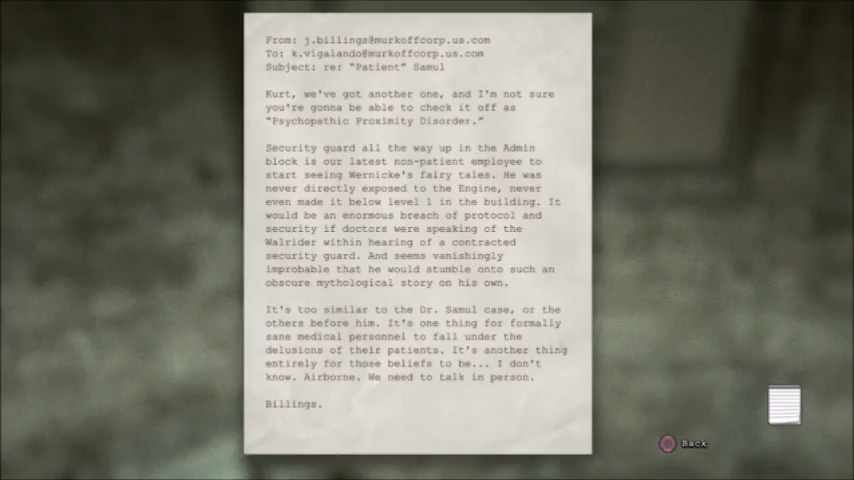 From: j.billings@murkoffcorp.us.com
To: k.vigalando@murkoffcorp.us.com
Subject: re: "Patient" Samul
Kurt, we've got another one, and I'm not sure
you're gonna be able to check it off as
"Psychopathic Proximity Disorder."
Security guard all the way up in the Admin
block is our latest non-patient employee to
start seeing Wernicke's fairy tales. He was
never directly exposed to the Engine, never
even made it below level 1 in the building. It
would be an enormous breach of protocol and
security if doctors were speaking of the
Walrider within hearing of a contracted
security guard. And seems vanishingly
improbable that he would stumble onto such an
obscure mythological story on his own.
It's too similar to the Dr. Samul case, or the
others before him. It's one thing for formally
sane medical personnel to fall under the
delusions of their patients. It's another thing
entirely for those beliefs to be... I don't
know. Airborne. We need to talk in person.
Billings.
Back